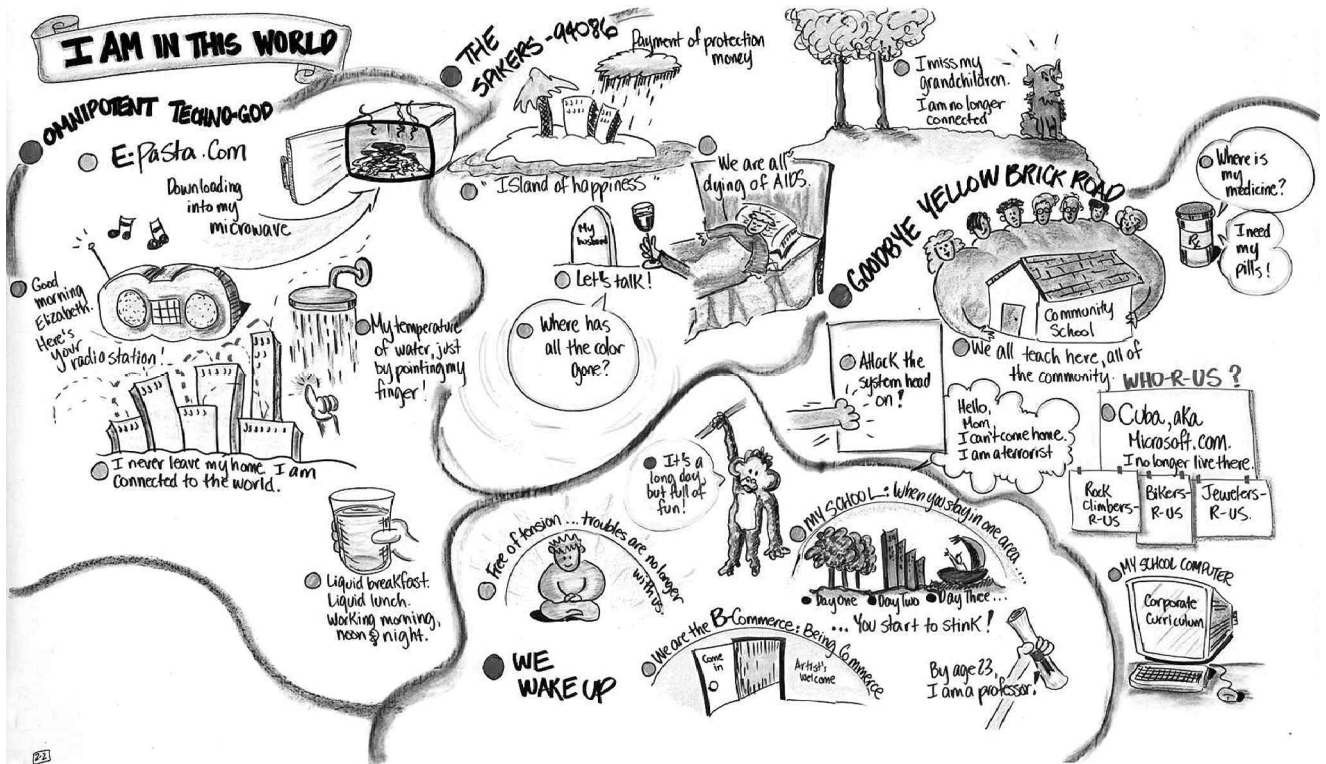 I AM IN THIS WORLD
OMNIPOTENT TECHNO-GOD
E-Pasta.Com
Downloading
into my
microwave
Good
morning
Elizabeth.
Here's
your
radio station!
My temperature
of water, just
by pointing my
finger!
I never leave my home. I am
connected to the world.
Liquid breakfast.
Liquid lunch.
Working morning,
noon & night.
THE
SPIKERS-94086
Payment of protection
money
"Island of happiness"
We are all
dying of AIDS.
My
husband
Let's talk!
Where has
all the color
gone?
I miss my
grandchildren.
I am no longer
connected
GOODBYE YELLOW BRICK ROAD
Where is
my
medicine?
Rx
I need
my
pills!
Community
School
We all teach here, all of
the community
Attack the
system head
on!
Hello,
Mom,
I can't come home.
I am a terrorist
WHO-R-US?
Cuba, aka
Microsoft.com.
I no longer live there.
Rock
climbers-
R-US
Bikers-
R-US
Jewelers-
R-US.
MY SCHOOL COMPUTER
Corporate
Curriculum
WE
WAKE UP
Free of tension... troubles are no longer
with us
It's a
long day,
but full of
fun!
MY SCHOOL: When you stay in one area...
Day One Day Two Day Thee...
...You start to stink!
We are the B-Commerce: Being Commerce
Come
in
Artist's
Welcome
By age 23,
I am a professor!
22